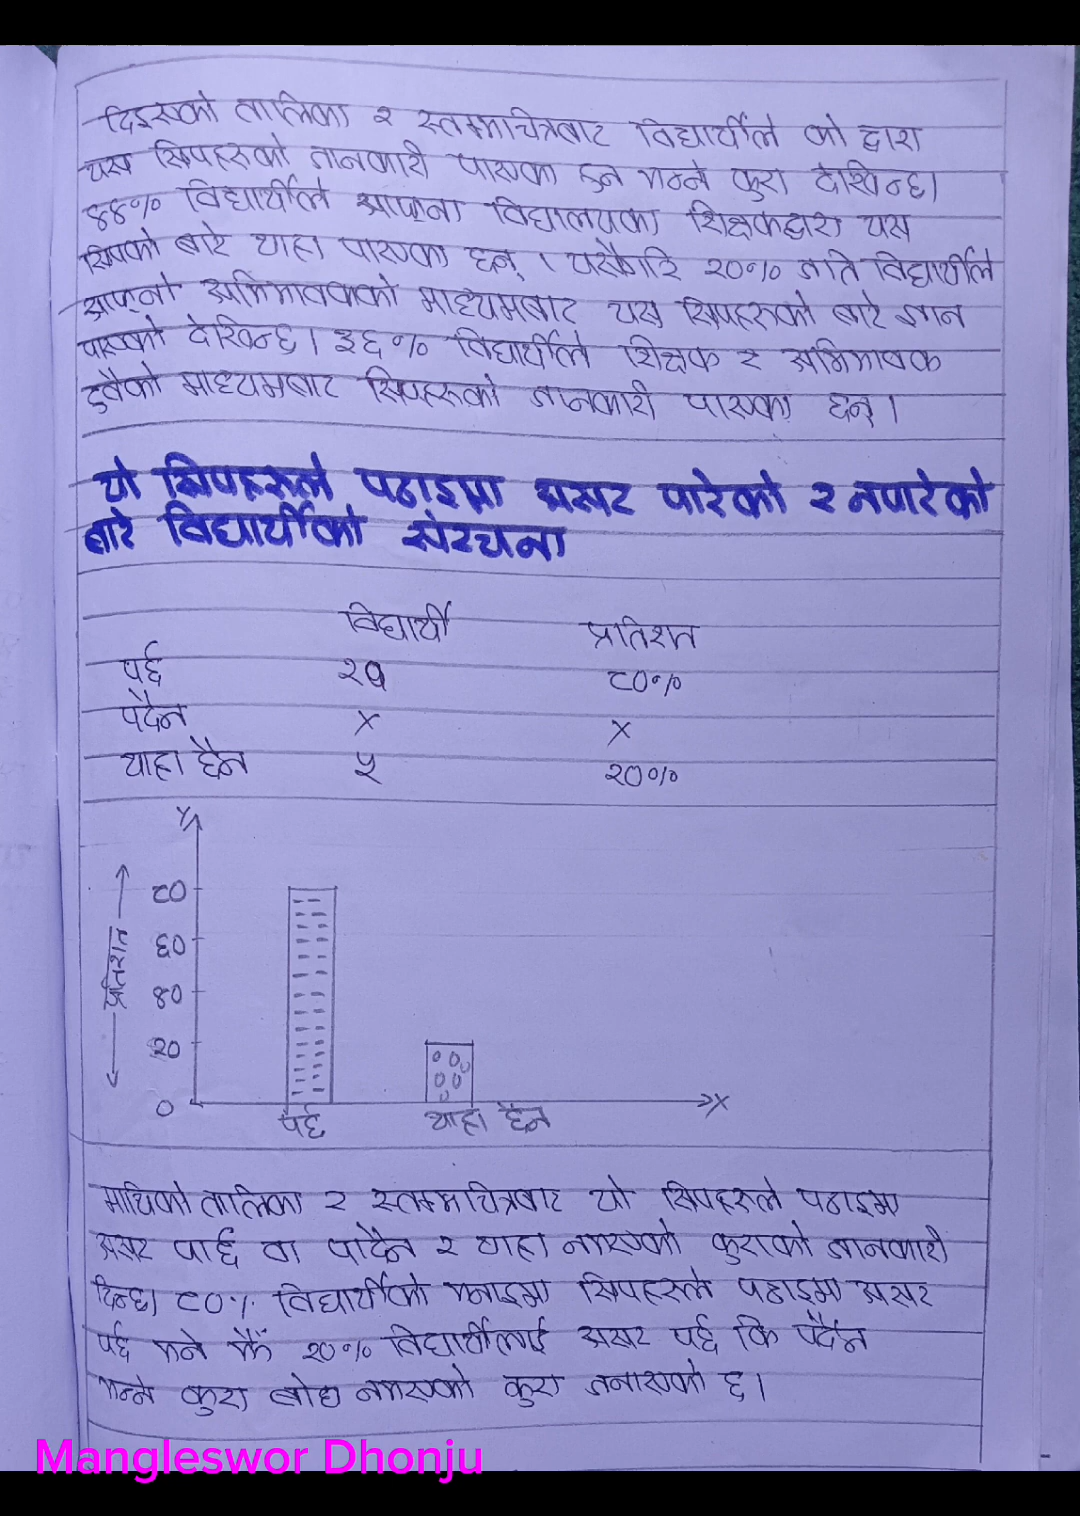 दिइएको तालिका र स्तम्भचित्रबाट विद्यार्थीले को द्वारा
यस सिपहरुको जानकारी पाएका हुन भन्ने कुरा देखिन्छ।
४४% विद्यार्थीले आफ्ना विद्यालयका शिक्षकद्वारा यस
सिपको बारे थाहा पाएका छन् । यसैगरि २०% जति विद्यार्थीले
आफ्नो अभिभावकको माध्यमबाट यस सिपहरुको बारे ज्ञान
पाएको देखिन्छ। ३६% विद्यार्थीले शिक्षक र अभिभावक
दुवैको माध्यमबाट सिपहरुको जानकारी पाएका छन् ।
यो सिपहरुले पढाइमा असर पारेको र नपारेको
बारे विद्यार्थीको संरचना
विद्यार्थी प्रतिशत
पर्छ २० ८०%
पर्दैन × ×
थाहा छैन ५ २०%
Y
८०
६०
४०
२०
०
प्रतिशत
पर्छ थाहा छैन
X
माथिको तालिका र स्तम्भचित्रबाट यो सिपहरुले पढाइमा
असर पार्छ वा पार्दैन र थाहा नभएको कुराको जानकारी
दिन्छ। ८०% विद्यार्थीको भनाइमा सिपहरुले पढाइमा असर
पर्छ भने २०% विद्यार्थीलाई असर पर्छ कि पर्दैन
भन्ने कुरा बोध नभएको कुरा जनाएको छ।
Mangleswor Dhonju